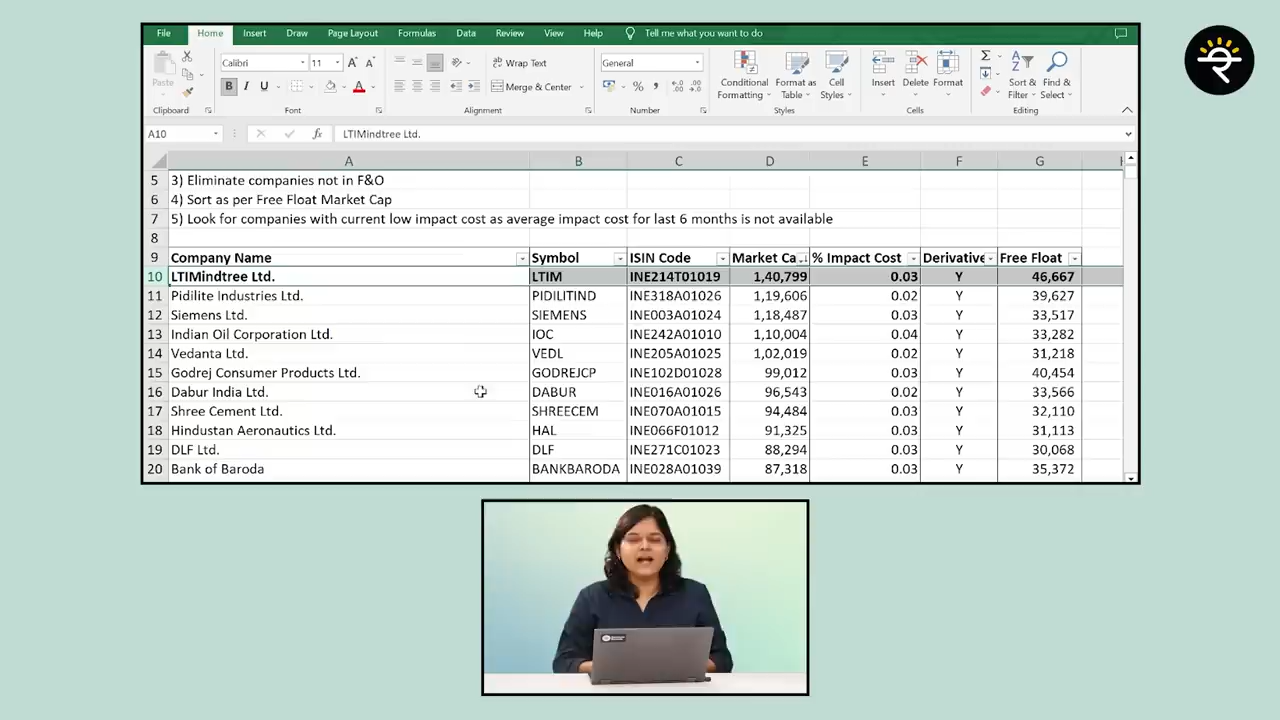 File Home Insert Draw Page Layout Formulas Data Review View Help Tell me what you want to do
Paste
Calibri 11
B I U
Wrap Text
Merge & Center
General
Conditional Formatting
Format as Table
Cell Styles
Insert Delete Format
Sort & Filter
Find & Select
Clipboard Font Alignment Number Styles Cells Editing
A10 fx LTIMindtree Ltd.
A B C D E F G
5 3) Eliminate companies not in F&O
6 4) Sort as per Free Float Market Cap
7 5) Look for companies with current low impact cost as average impact cost for last 6 months is not available
8
9 Company Name Symbol ISIN Code Market Ca % Impact Cost Derivative Free Float
10 LTIMindtree Ltd. LTIM INE214T01019 1,40,799 0.03 Y 46,667
11 Pidilite Industries Ltd. PIDILITIND INE318A01026 1,19,606 0.02 Y 39,627
12 Siemens Ltd. SIEMENS INE003A01024 1,18,487 0.03 Y 33,517
13 Indian Oil Corporation Ltd. IOC INE242A01010 1,10,004 0.04 Y 33,282
14 Vedanta Ltd. VEDL INE205A01025 1,02,019 0.02 Y 31,218
15 Godrej Consumer Products Ltd. GODREJCP INE102D01028 99,012 0.03 Y 40,454
16 Dabur India Ltd. DABUR INE016A01026 96,543 0.02 Y 33,566
17 Shree Cement Ltd. SHREECEM INE070A01015 94,484 0.03 Y 32,110
18 Hindustan Aeronautics Ltd. HAL INE066F01012 91,325 0.03 Y 31,113
19 DLF Ltd. DLF INE271C01023 88,294 0.03 Y 30,068
20 Bank of Baroda BANKBARODA INE028A01039 87,318 0.03 Y 35,372